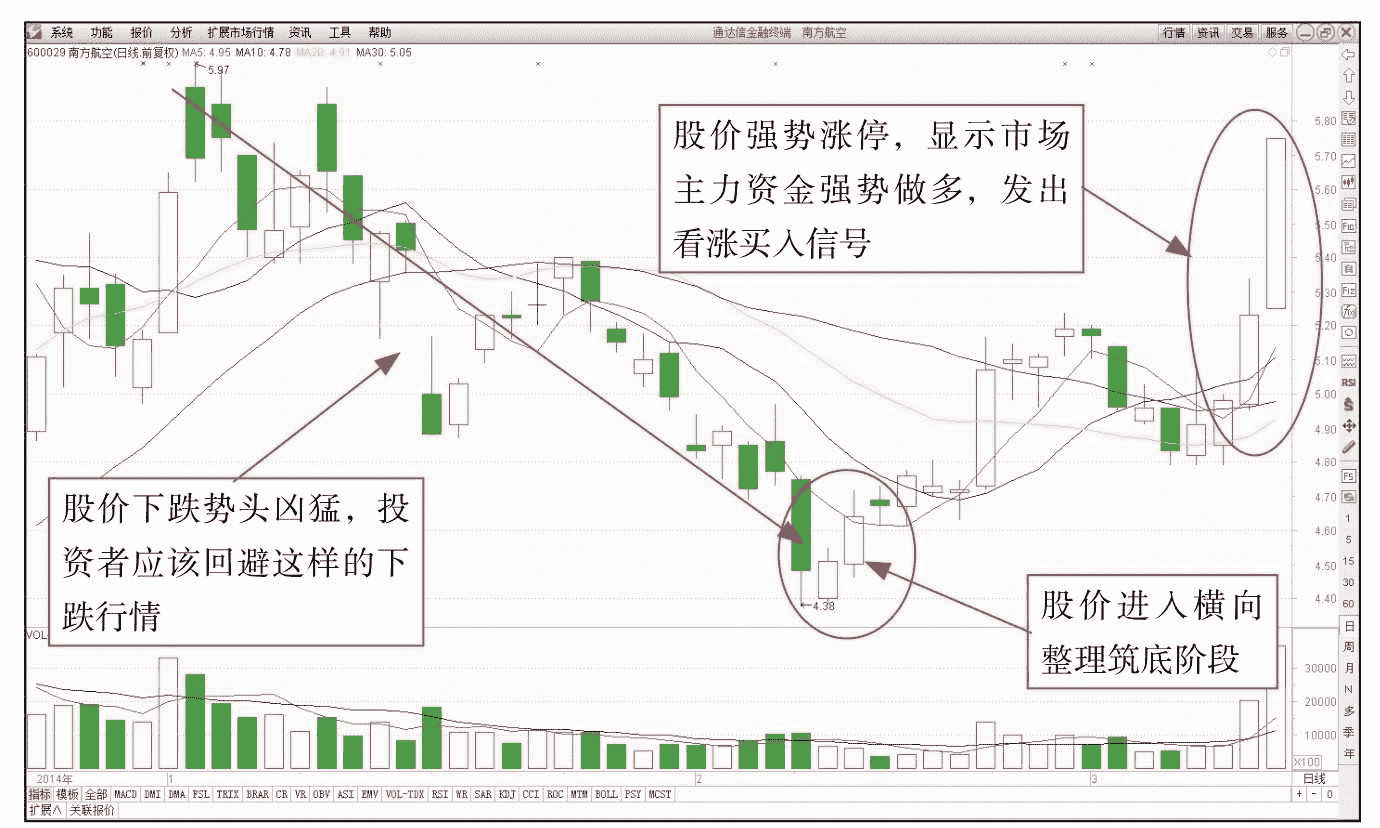 系统 功能 报价 分析 扩展市场行情 资讯 工具 帮助 通达信金融终端 南方航空 行情 资讯 交易 服务
600029 南方航空(日线.前复权) MA5: 4.95 MA10: 4.78 MA20: 4.91 MA30: 5.05
5.97
股价强势涨停，显示市场
主力资金强势做多，发出
看涨买入信号
5.80
5.70
5.60
5.50
5.40
5.30
5.20
5.10
5.00
4.90
4.80
4.70
4.60
4.50
4.40
股价下跌势头凶猛，投
资者应该回避这样的下
跌行情
4.38
股价进入横向
整理筑底阶段
VOL-
30000
20000
10000
X100
F10
自
RSI
F5
1
5
15
30
60
日
周
月
N
多
季
年
2014年 1 2 3 日线
指标 模板 全部 MACD DMI DMA FSL TRIX BRAR CR VR OBV ASI EMV VOL-TDX RSI WR SAR KDJ CCI ROC MTM BOLL PSY MCST + - 0
扩展∧ 关联报价